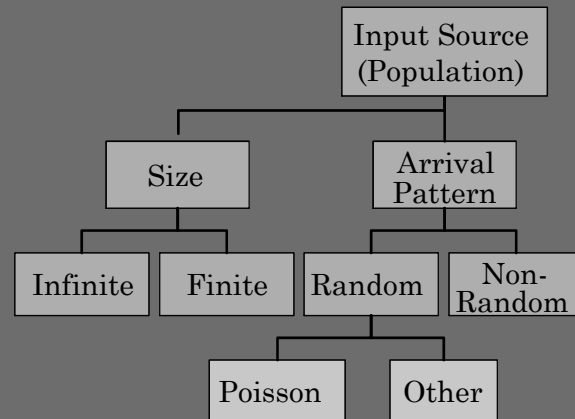 Input Source
(Population)
Size
Arrival
Pattern
Infinite
Finite
Random
Non-
Random
Poisson
Other